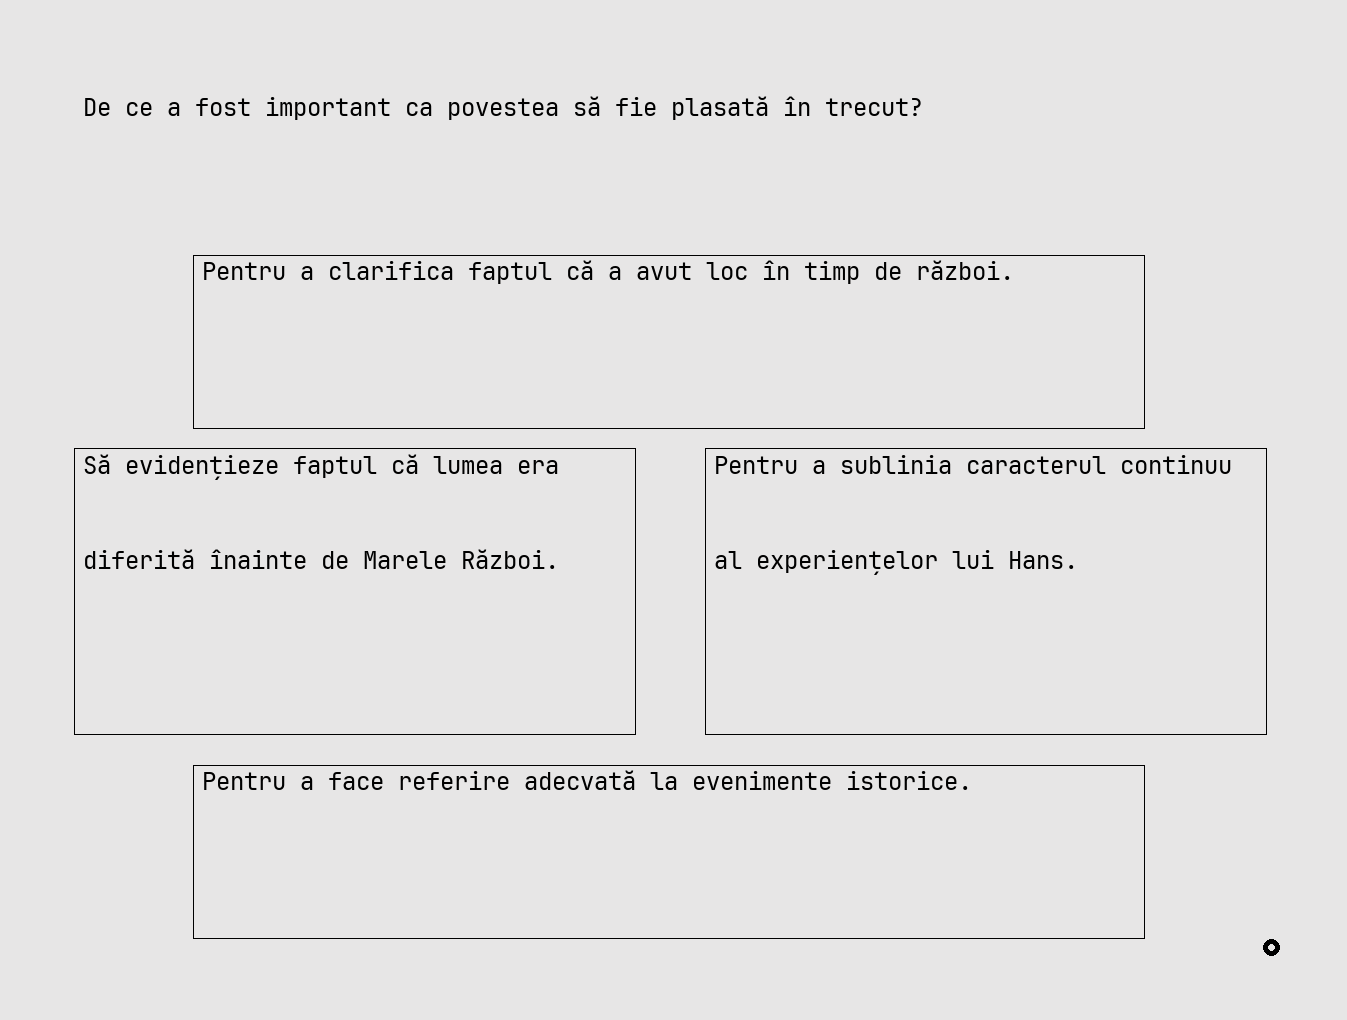 De ce a fost important ca povestea să fie plasată în trecut?
Pentru a clarifica faptul că a avut loc în timp de război.
Să evidențieze faptul că lumea era
diferită înainte de Marele Război.
Pentru a sublinia caracterul continuu
al experiențelor lui Hans.
Pentru a face referire adecvată la evenimente istorice.